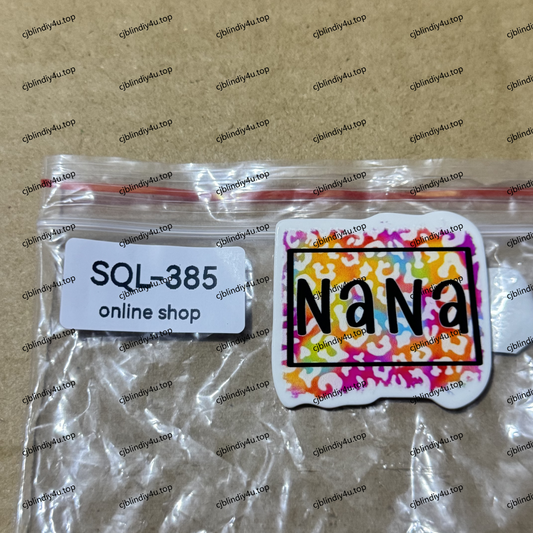 SQL-385
online shop
NaNa
cjblindiy4u.top